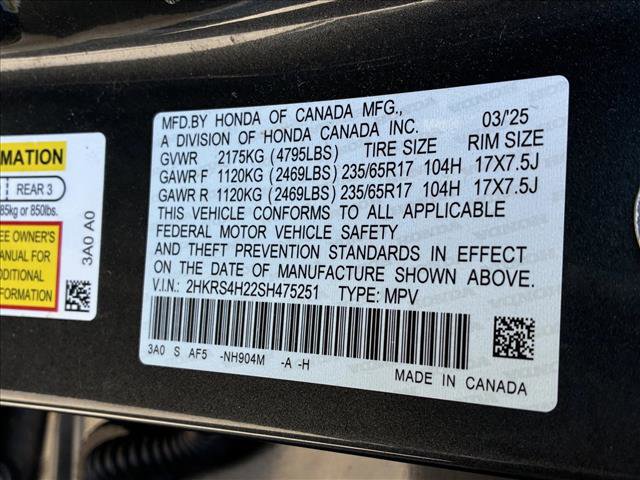 MATION
REAR 3
85kg or 850lbs.
EE OWNER'S
ANUAL FOR
DDITIONAL
FORMATION
3A0 A0
MFD.BY HONDA OF CANADA MFG., 03/'25
A DIVISION OF HONDA CANADA INC.
GVWR 2175KG (4795LBS) TIRE SIZE RIM SIZE
GAWR F 1120KG (2469LBS) 235/65R17 104H 17X7.5J
GAWR R 1120KG (2469LBS) 235/65R17 104H 17X7.5J
THIS VEHICLE CONFORMS TO ALL APPLICABLE
FEDERAL MOTOR VEHICLE SAFETY
AND THEFT PREVENTION STANDARDS IN EFFECT
ON THE DATE OF MANUFACTURE SHOWN ABOVE.
V.I.N.: 2HKRS4H22SH475251 TYPE: MPV
3A0 S AF5 -NH904M -A -H
MADE IN CANADA